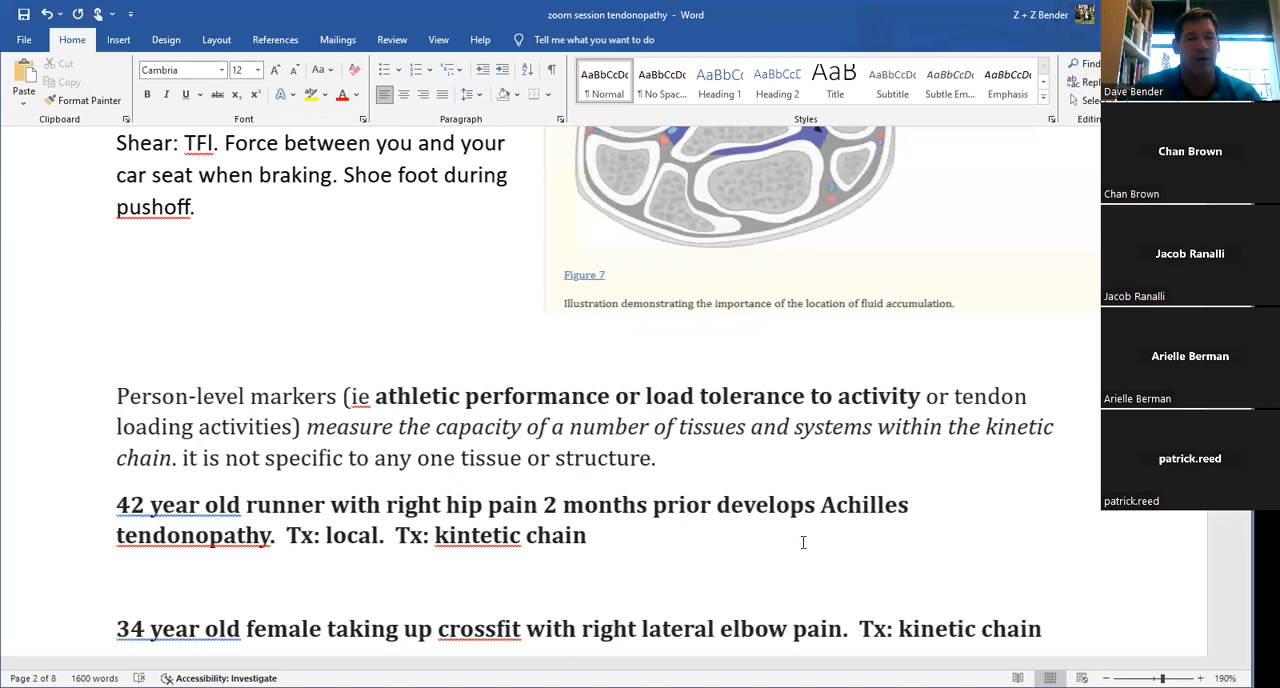 zoom session tendonopathy - Word
Z + Z Bender
File Home Insert Design Layout References Mailings Review View Help Tell me what you want to do
Paste
Cut
Copy
Format Painter
Clipboard
Cambria 12
Aa
B I U abc x₂ x²
Font
Paragraph
AaBbCcDc ¶ Normal
AaBbCcDc ¶ No Spac...
AaBbCc Heading 1
AaBbCcD Heading 2
AaB Title
AaBbCcDc Subtitle
AaBbCcDc Subtle Em...
AaBbCcDc Emphasis
Styles
Find
Repl
Sele
Editin
Shear: TFl. Force between you and your
car seat when braking. Shoe foot during
pushoff.
Figure 7
Illustration demonstrating the importance of the location of fluid accumulation.
Person-level markers (ie athletic performance or load tolerance to activity or tendon
loading activities) measure the capacity of a number of tissues and systems within the kinetic
chain. it is not specific to any one tissue or structure.
42 year old runner with right hip pain 2 months prior develops Achilles
tendonopathy. Tx: local. Tx: kintetic chain
34 year old female taking up crossfit with right lateral elbow pain. Tx: kinetic chain
Page 2 of 8 1600 words Accessibility: Investigate 190%
Dave Bender
Chan Brown
Chan Brown
Jacob Ranalli
Jacob Ranalli
Arielle Berman
Arielle Berman
patrick.reed
patrick.reed